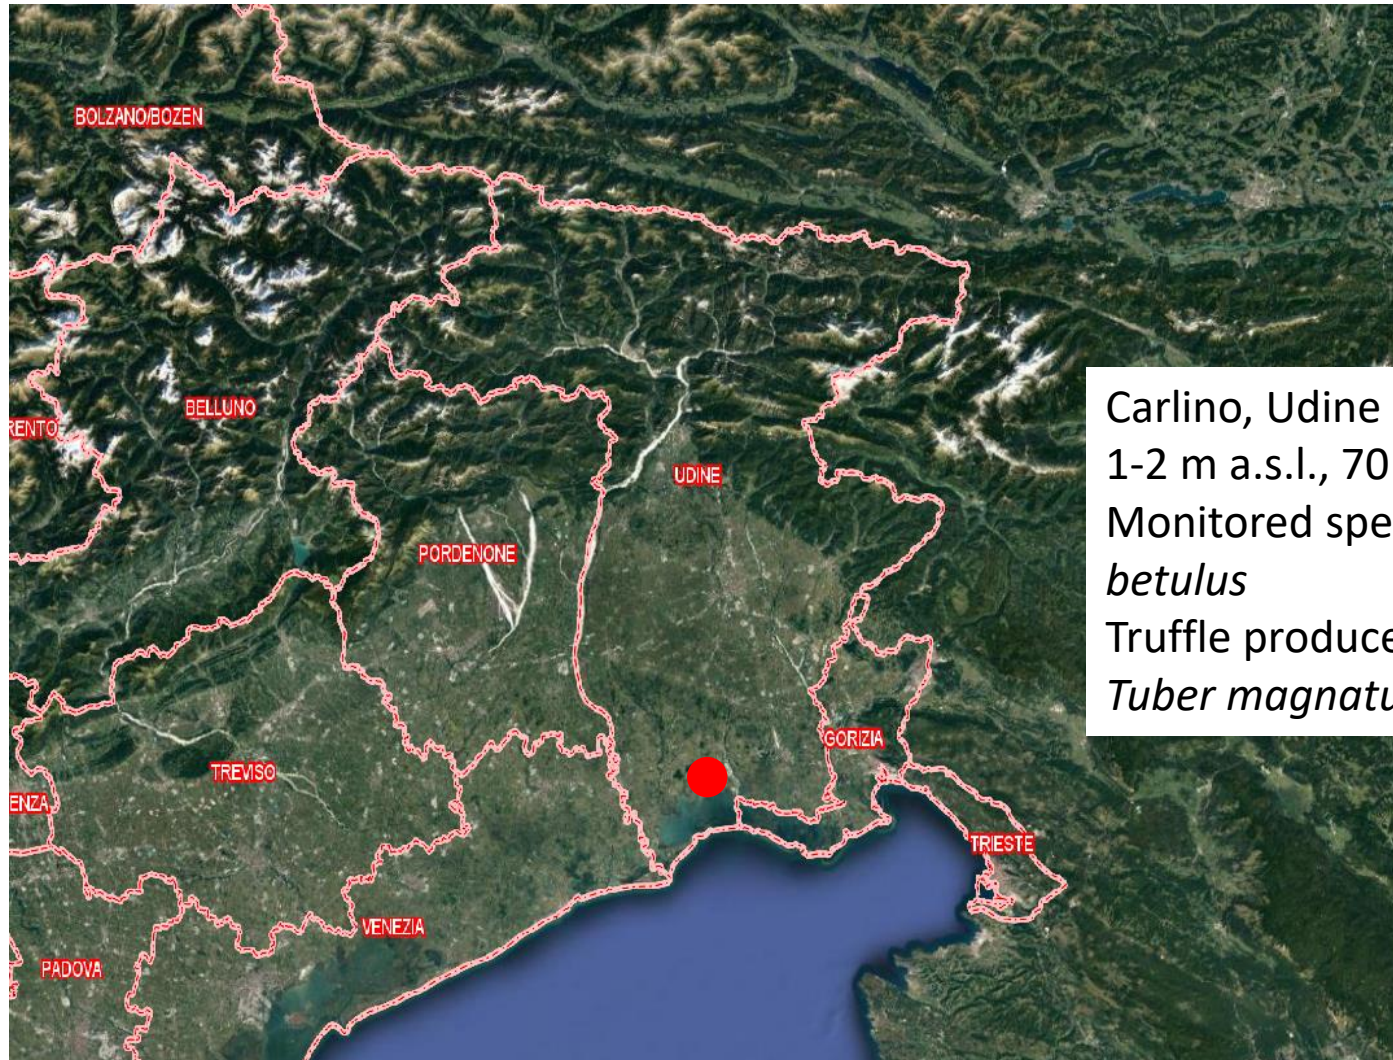 BOLZANO/BOZEN
BELLUNO
RENTO
UDINE
PORDENONE
Carlino, Udine
1-2 m a.s.l., 70
Monitored spe
betulus
Truffle produce
Tuber magnatu
GORIZIA
TREVISO
ENZA
TRIESTE
VENEZIA
PADOVA